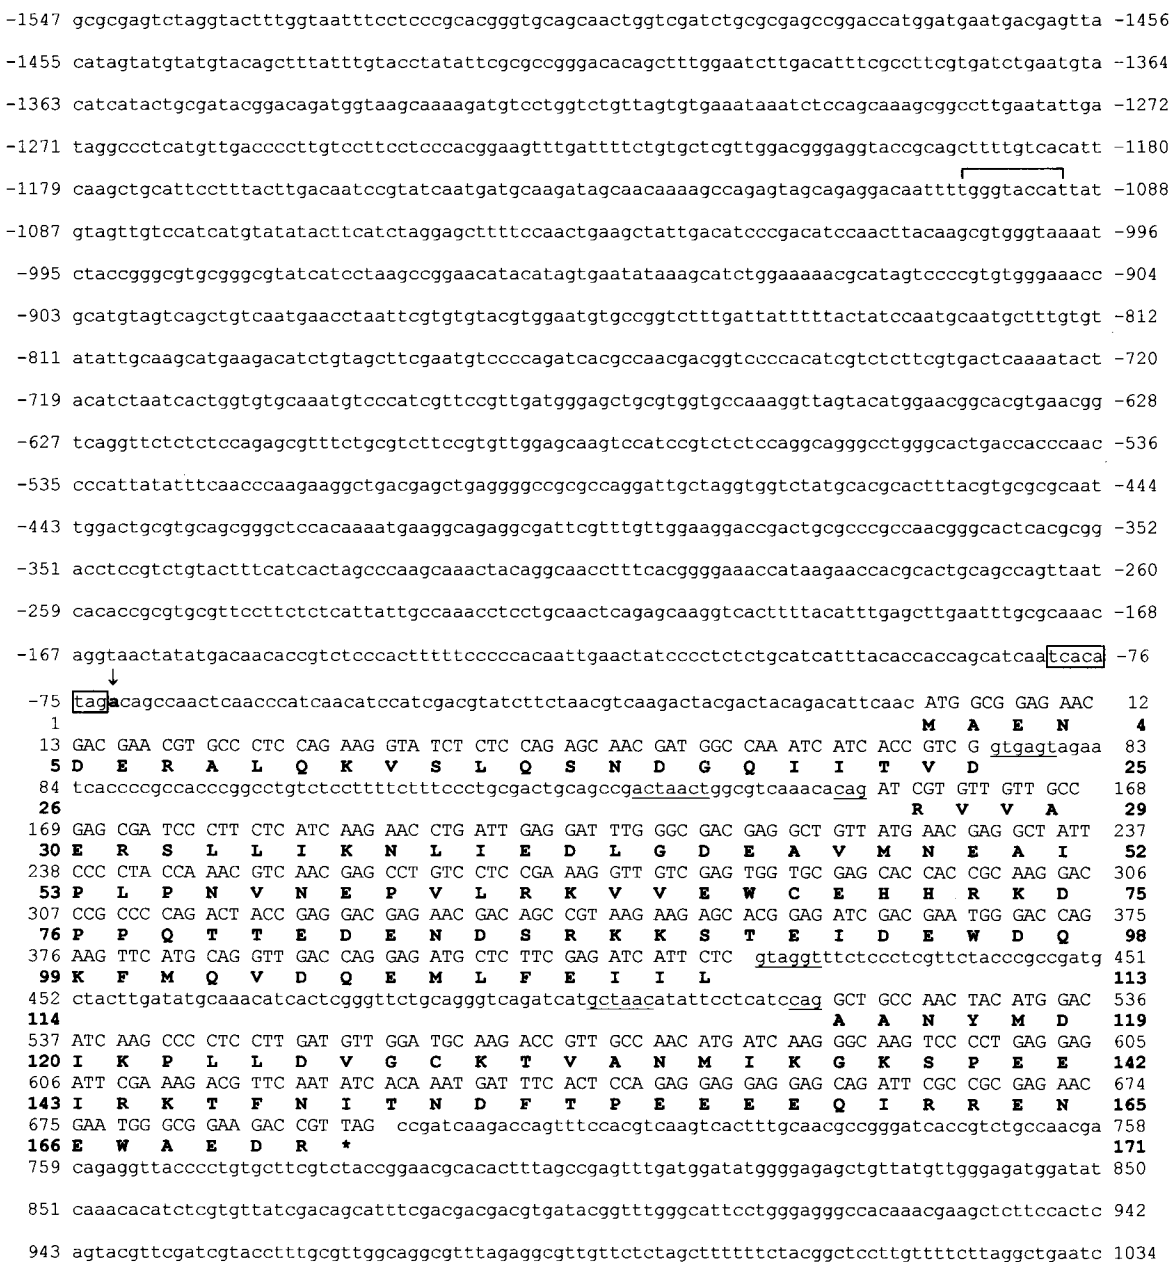 -1547 gcgcgagtctaggtactttggtaatttcctcccgcacgggtgcagcaactggtcgatctgcgcgagccggaccatggatgaatgacgagtta -1456
-1455 catagtatgtatgtacagctttatttgtacctatattcgcgccgggacacagctttggaatcttgacatttcgccttcgtgatctgaatgta -1364
-1363 catcatactgcgatacggacagatggtaagcaaaagatgtcctggtctgttagtgtgaaataaatctccagcaaagcggccttgaatattga -1272
-1271 taggccctcatgttgaccccttgtccttcctcccacggaagtttgattttctgtgctcgttggacgggaggtaccgcagcttttgtcacatt -1180
-1179 caagctgcattcctttacttgacaatccgtatcaatgatgcaagatagcaacaaaagccagagtagcagaggacaattttgggtaccattat -1088
-1087 gtagttgtccatcatgtatatacttcatctaggagcttttccaactgaagctattgacatcccgacatccaacttacaagcgtgggtaaaat -996
-995 ctaccgggcgtgcgggcgtatcatcctaagccggaacatacatagtgaatataaagcatctggaaaaacgcatagtccccgtgtgggaaacc -904
-903 gcatgtagtcagctgtcaatgaacctaattcgtgtgtacgtggaatgtgccggtctttgattatttttactatccaatgcaatgctttgtgt -812
-811 atattgcaagcatgaagacatctgtagcttcgaatgtccccagatcacgccaacgacggtccccacatcgtctcttcgtgactcaaaatact -720
-719 acatctaatcactggtgtgcaaatgtcccatcgttccgttgatgggagctgcgtggtgccaaaggttagtacatggaacggcacgtgaacgg -628
-627 tcaggttctctctccagagcgtttctgcgtcttccgtgttggagcaagtccatccgtctctccaggcagggcctgggcactgaccacccaac -536
-535 cccattatatttcaacccaagaaggctgacgagctgaggggccgcgccaggattgctaggtggtctatgcacgcactttacgtgcgcgcaat -444
-443 tggactgcgtgcagcgggctccacaaaatgaaggcagaggcgattcgtttgttggaaggaccgactgcgcccgccaacgggcactcacgcgg -352
-351 acctccgtctgtactttcatcactagcccaagcaaactacaggcaacctttcacggggaaaccataagaaccacgcactgcagccagttaat -260
-259 cacaccgcgtgcgttccttctctcattattgccaaacctcctgcaactcagagcaaggtcacttttacatttgagcttgaatttgcgcaaac -168
-167 aggtaactatatgacaacaccgtctcccactttttcccccacaattgaactatcccctctctgcatcatttacaccaccagcatcaatcaca -76
↓
-75 tagacagccaactcaacccatcaacatccatcgacgtatcttctaacgtcaagactacgactacagacattcaac ATG GCG GAG AAC 12
1 M A E N 4
13 GAC GAA CGT GCC CTC CAG AAG GTA TCT CTC CAG AGC AAC GAT GGC CAA ATC ATC ACC GTC G gtgagtagaa 83
5 D E R A L Q K V S L Q S N D G Q I I T V D 25
84 tcaccccgccacccggcctgtctccttttctccctgcgactgcagccgactaactggcgtcaaacacag AT CGT GTT GTT GCC 168
26 R V V A 29
169 GAG CGA TCC CTT CTC ATC AAG AAC CTG ATT GAG GAT TTG GGC GAC GAG GCT GTT ATG AAC GAG GCT ATT 237
30 E R S L L I K N L I E D L G D E A V M N E A I 52
238 CCC CTA CCA AAC GTC AAC GAG CCT GTC CTC CGA AAG GTT GTC GAG TGG TGC GAG CAC CAC CGC AAG GAC 306
53 P L P N V N E P V L R K V V E W C E H H R K D 75
307 CCG CCC CAG ACT ACC GAG GAC GAG AAC GAC AGC CGT AAG AAG AGC ACG GAG ATC GAC GAA TGG GAC CAG 375
76 P P Q T T E D E N D S R K K S T E I D E W D Q 98
376 AAG TTC ATG CAG GTT GAC CAG GAG ATG CTC TTC GAG ATC ATT CTC gtaggtttctccctcgttctacccgccgatg 451
99 K F M Q V D Q E M L F E I I L 113
452 ctacttgatatgcaaacatcactcgggttctgcagggtcagatcatgctaacatattcctcatccag GCT GCC AAC TAC ATG GAC 536
114 A A N Y M D 119
537 ATC AAG CCC CTC CTT GAT GTT GGA TGC AAG ACC GTT GCC AAC ATG ATC AAG GGC AAG TCC CCT GAG GAG 605
120 I K P L L D V G C K T V A N M I K G K S P E E 142
606 ATT CGA AAG ACG TTC AAT ATC ACA AAT GAT TTC ACT CCA GAG GAG GAG GAG CAG ATT CGC CGC GAG AAC 674
143 I R K T F N I T N D F T P E E E E Q I R R E N 165
675 GAA TGG GCG GAA GAC CGT TAG ccgatcaagaccagtttccacgtcaagtcactttgcaacgccgggatcaccgtctgccaacga 758
166 E W A E D R * 171
759 cagaggttacccctgtgcttcgtctaccggaacgcacactttagccgagtttgatggatatggggagagctgttatgttgggagatggatat 850
851 caaacacatctcgtgttatcgacagcatttcgacgacgacgtgatacggtttgggcattcctgggagggccacaaacgaagctcttccactc 942
943 agtacgttcgatcgtacctttgcgttggcaggcgtttagaggcgttgttctctagcttttttctacggctccttgttttcttaggctgaatc 1034